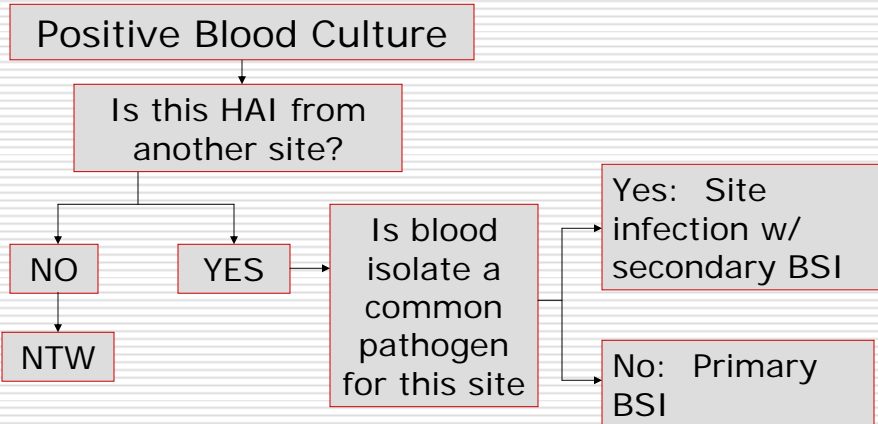 Positive Blood Culture
Is this HAI from
another site?
NO
YES
NTW
Is blood
isolate a
common
pathogen
for this site
Yes: Site
infection w/
secondary BSI
No: Primary
BSI